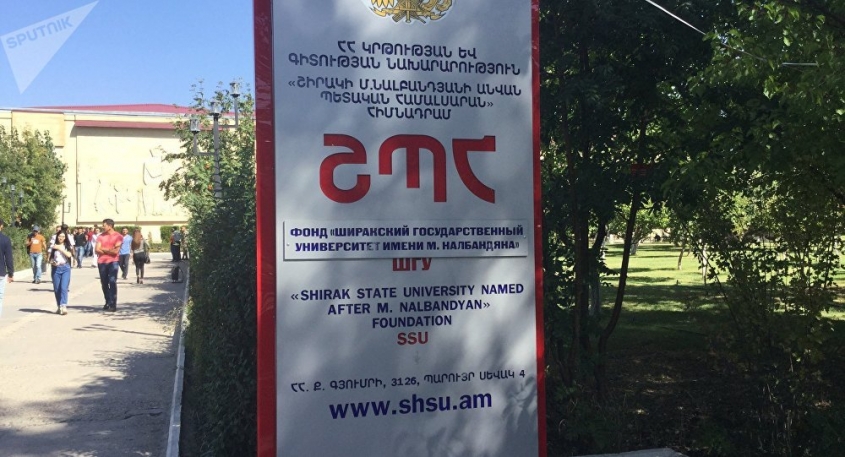 SPUTNIK
ՀՀ ԿՐԹՈՒԹՅԱՆ ԵՎ
ԳԻՏՈՒԹՅԱՆ ՆԱԽԱՐԱՐՈՒԹՅՈՒՆ
«ՇԻՐԱԿԻ Մ.ՆԱԼԲԱՆԴՅԱՆԻ ԱՆՎԱՆ
ՊԵՏԱԿԱՆ ՀԱՄԱԼՍԱՐԱՆ»
ՀԻՄՆԱԴՐԱՄ
ՇՊՀ
ФОНД «ШИРАКСКИЙ ГОСУДАРСТВЕННЫЙ
УНИВЕРСИТЕТ ИМЕНИ М. НАЛБАНДЯНА»
ШГУ
«SHIRAK STATE UNIVERSITY NAMED
AFTER M. NALBANDYAN»
FOUNDATION
SSU
ՀՀ. Ք. ԳՅՈՒՄՐԻ, 3126, ՊԱՐՈՒՅՐ ՍԵՎԱԿ 4
www.shsu.am